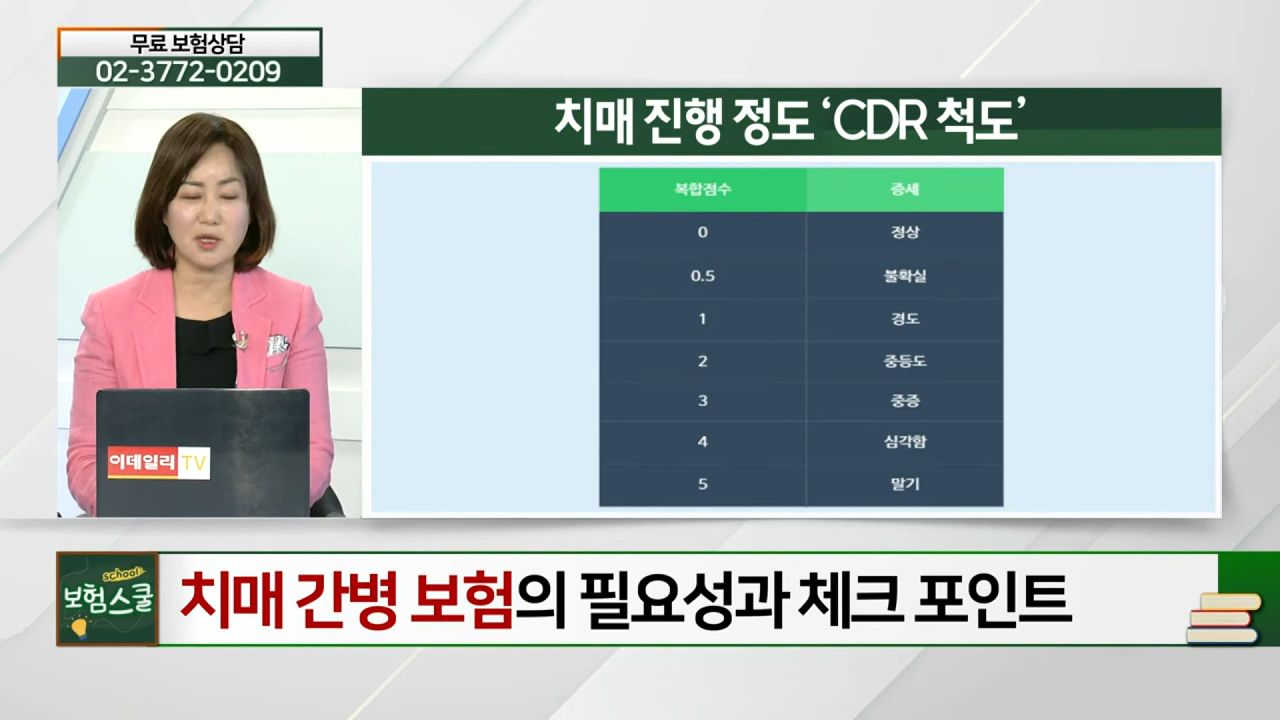 무료 보험상담
02-3772-0209
치매 진행 정도 ‘CDR 척도’
복합점수 증세
0 정상
0.5 불확실
1 경도
2 중등도
3 중증
4 심각함
5 말기
이데일리 TV
school
보험스쿨
치매 간병 보험의 필요성과 체크 포인트